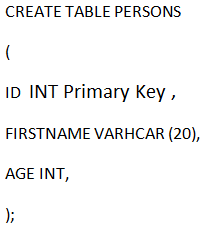 CREATE TABLE PERSONS
(
ID INT Primary Key ,
FIRSTNAME VARHCAR (20),
AGE INT,
);